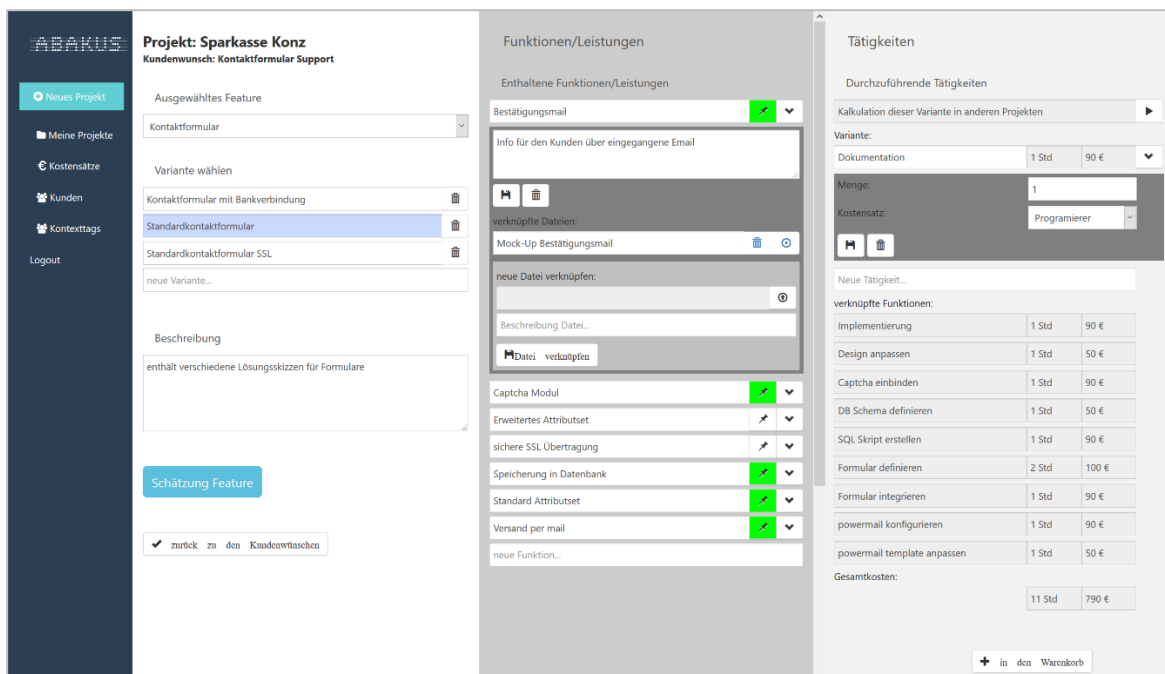 ABAKUS
Neues Projekt
Meine Projekte
Kostensätze
Kunden
Kontexttags
Logout
Projekt: Sparkasse Konz
Kundenwunsch: Kontaktformular Support
Ausgewähltes Feature
Kontaktformular
Variante wählen
Kontaktformular mit Bankverbindung
Standardkontaktformular
Standardkontaktformular SSL
neue Variante...
Beschreibung
enthält verschiedene Lösungsskizzen für Formulare
Schätzung Feature
zurück zu den Kundenwünschen
Funktionen/Leistungen
Enthaltene Funktionen/Leistungen
Bestätigungsmail
Info für den Kunden über eingegangene Email
verknüpfte Dateien:
Mock-Up Bestätigungsmail
neue Datei verknüpfen:
Beschreibung Datei...
Datei verknüpfen
Captcha Modul
Erweitertes Attributset
sichere SSL Übertragung
Speicherung in Datenbank
Standard Attributset
Versand per mail
neue Funktion...
Tätigkeiten
Durchzuführende Tätigkeiten
Kalkulation dieser Variante in anderen Projekten
Variante:
Dokumentation 1 Std 90 €
Menge: 1
Kostensatz: Programierer
Neue Tätigkeit...
verknüpfte Funktionen:
Implementierung 1 Std 90 €
Design anpassen 1 Std 50 €
Captcha einbinden 1 Std 90 €
DB Schema definieren 1 Std 50 €
SQL Skript erstellen 1 Std 90 €
Formular definieren 2 Std 100 €
Formular integrieren 1 Std 90 €
powermail konfigurieren 1 Std 90 €
powermail template anpassen 1 Std 50 €
Gesamtkosten:
11 Std 790 €
in den Warenkorb